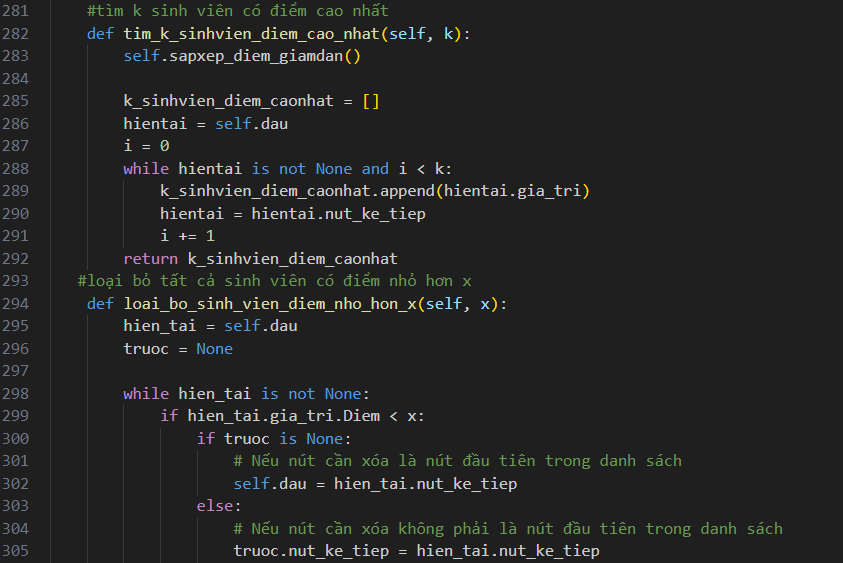 281 #tìm k sinh viên có điểm cao nhất
282 def tim_k_sinhvien_diem_cao_nhat(self, k):
283 self.sapxep_diem_giamdan()
284
285 k_sinhvien_diem_caonhat = []
286 hientai = self.dau
287 i = 0
288 while hientai is not None and i < k:
289 k_sinhvien_diem_caonhat.append(hientai.gia_tri)
290 hientai = hientai.nut_ke_tiep
291 i += 1
292 return k_sinhvien_diem_caonhat
293 #loại bỏ tất cả sinh viên có điểm nhỏ hơn x
294 def loai_bo_sinh_vien_diem_nho_hon_x(self, x):
295 hien_tai = self.dau
296 truoc = None
297
298 while hien_tai is not None:
299 if hien_tai.gia_tri.Diem < x:
300 if truoc is None:
301 # Nếu nút cần xóa là nút đầu tiên trong danh sách
302 self.dau = hien_tai.nut_ke_tiep
303 else:
304 # Nếu nút cần xóa không phải là nút đầu tiên trong danh sách
305 truoc.nut_ke_tiep = hien_tai.nut_ke_tiep